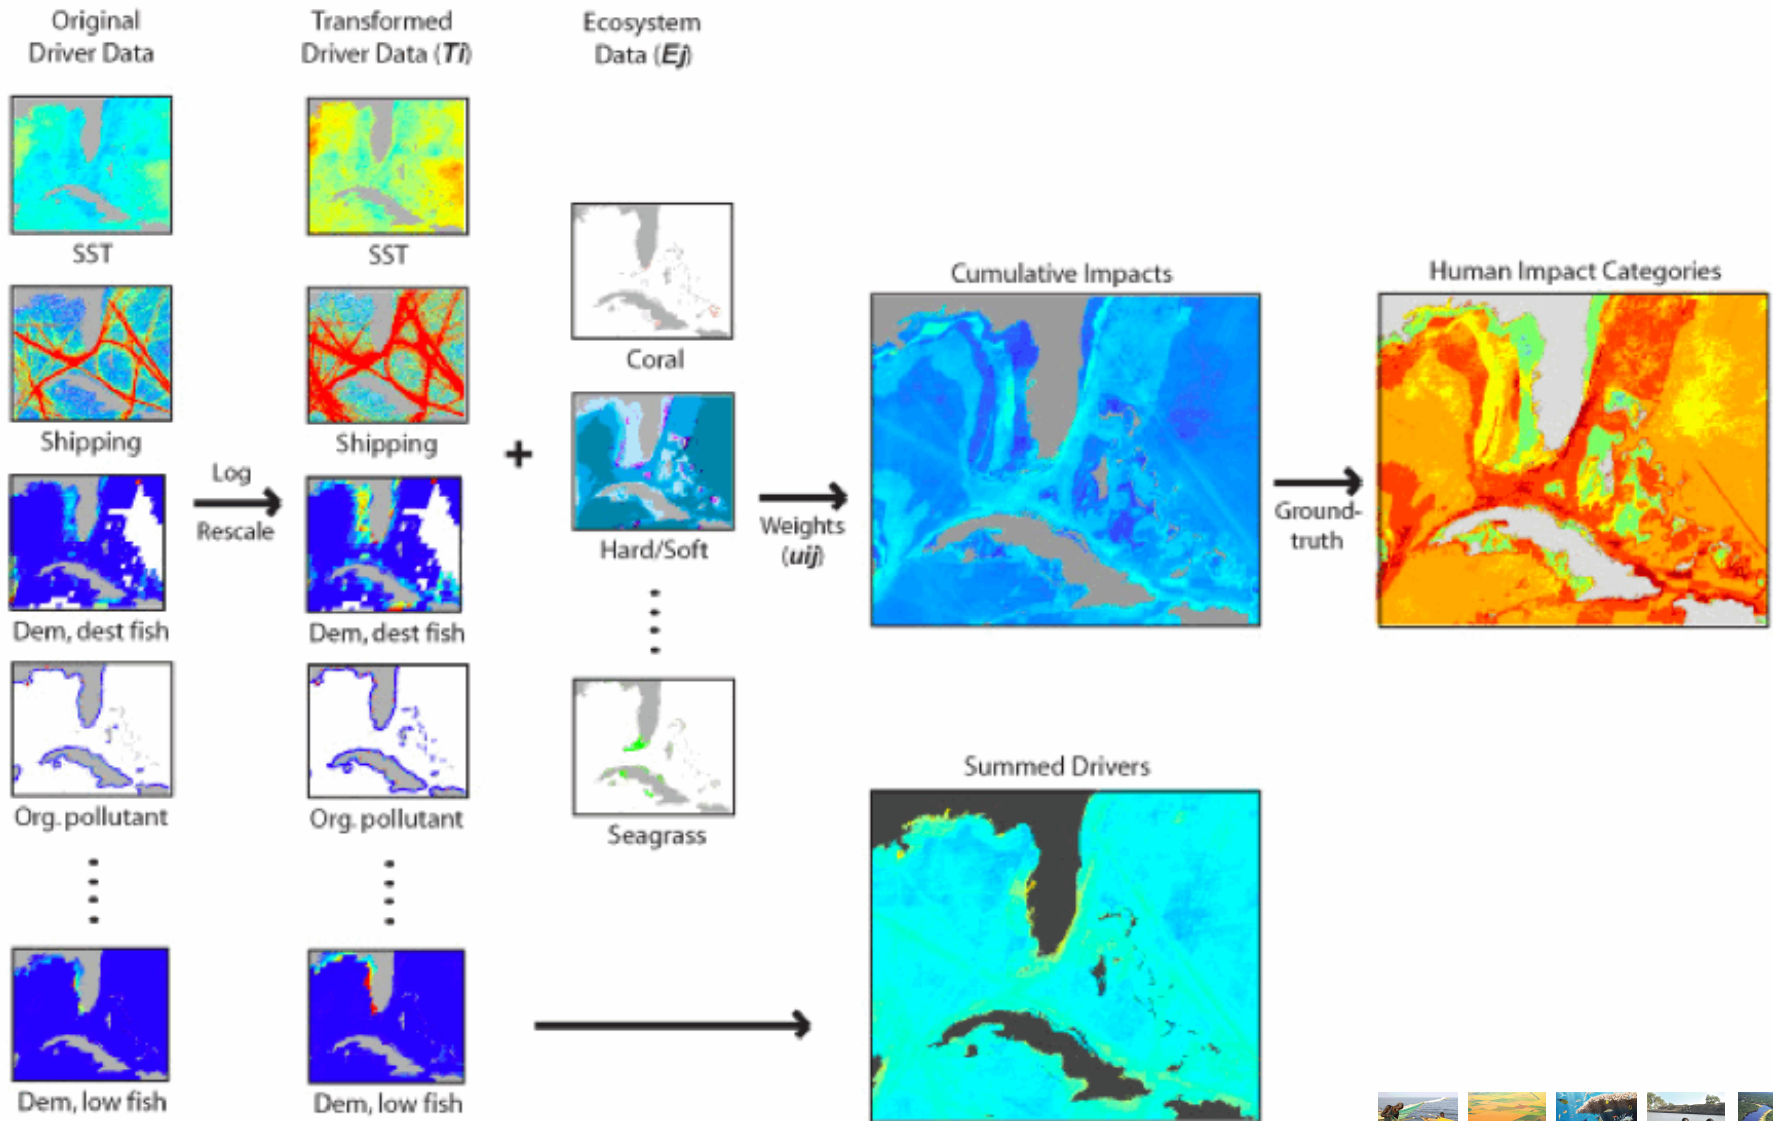 Original
Driver Data
Transformed
Driver Data (Ti)
Ecosystem
Data (Ej)
SST
SST
Shipping
Shipping
Coral
Log
Rescale
+
Hard/Soft
Weights
(uij)
Cumulative Impacts
Ground-
truth
Human Impact Categories
Dem, dest fish
Dem, dest fish
Org. pollutant
Org. pollutant
Seagrass
Summed Drivers
Dem, low fish
Dem, low fish